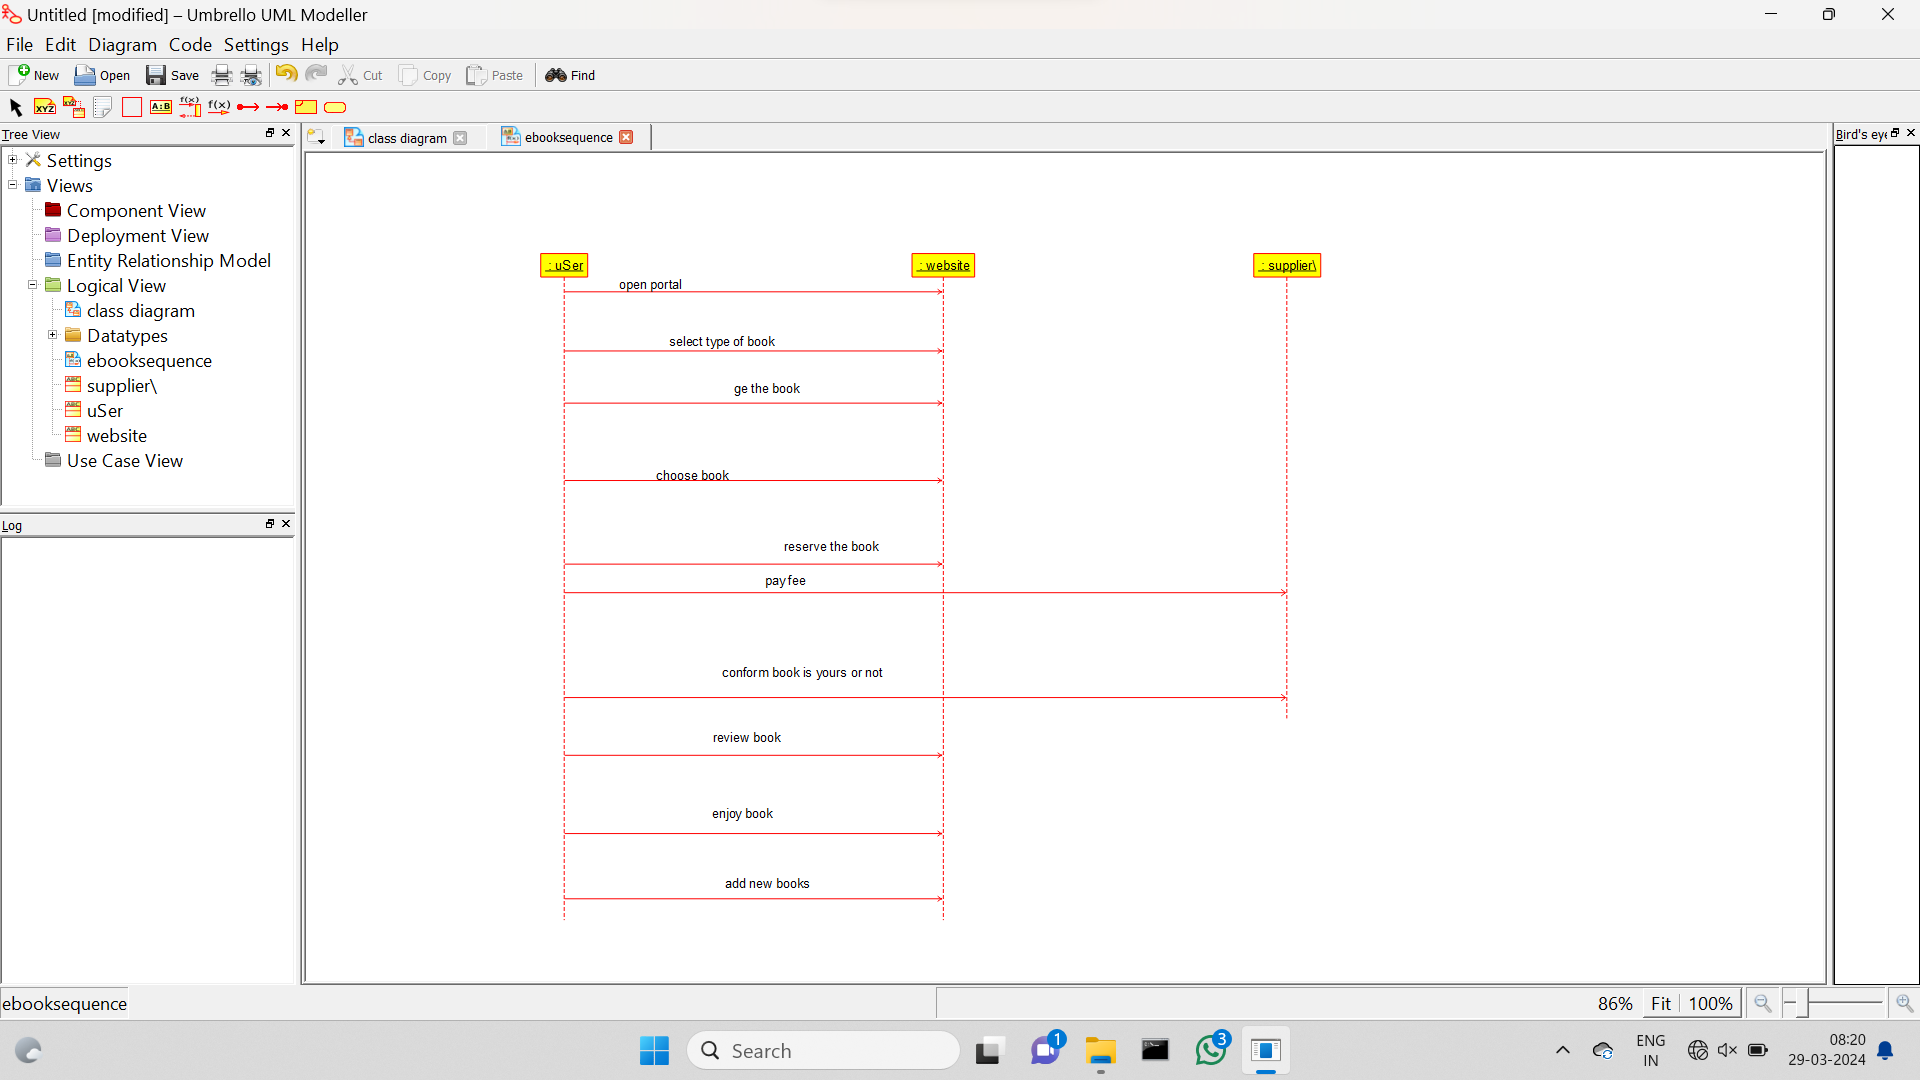 Untitled [modified] – Umbrello UML Modeller
File Edit Diagram Code Settings Help
New Open Save Cut Copy Paste Find
XYZ XYZ A:B f(x) f(x)
Tree View
class diagram
ebooksequence
Bird's eye
Settings
Views
Component View
Deployment View
Entity Relationship Model
Logical View
class diagram
Datatypes
ebooksequence
supplier\
uSer
website
Use Case View
Log
: uSer
: website
: supplier\
open portal
select type of book
ge the book
choose book
reserve the book
pay fee
conform book is yours or not
review book
enjoy book
add new books
ebooksequence
86% Fit 100%
Search
1
3
ENG
IN
08:20
29-03-2024